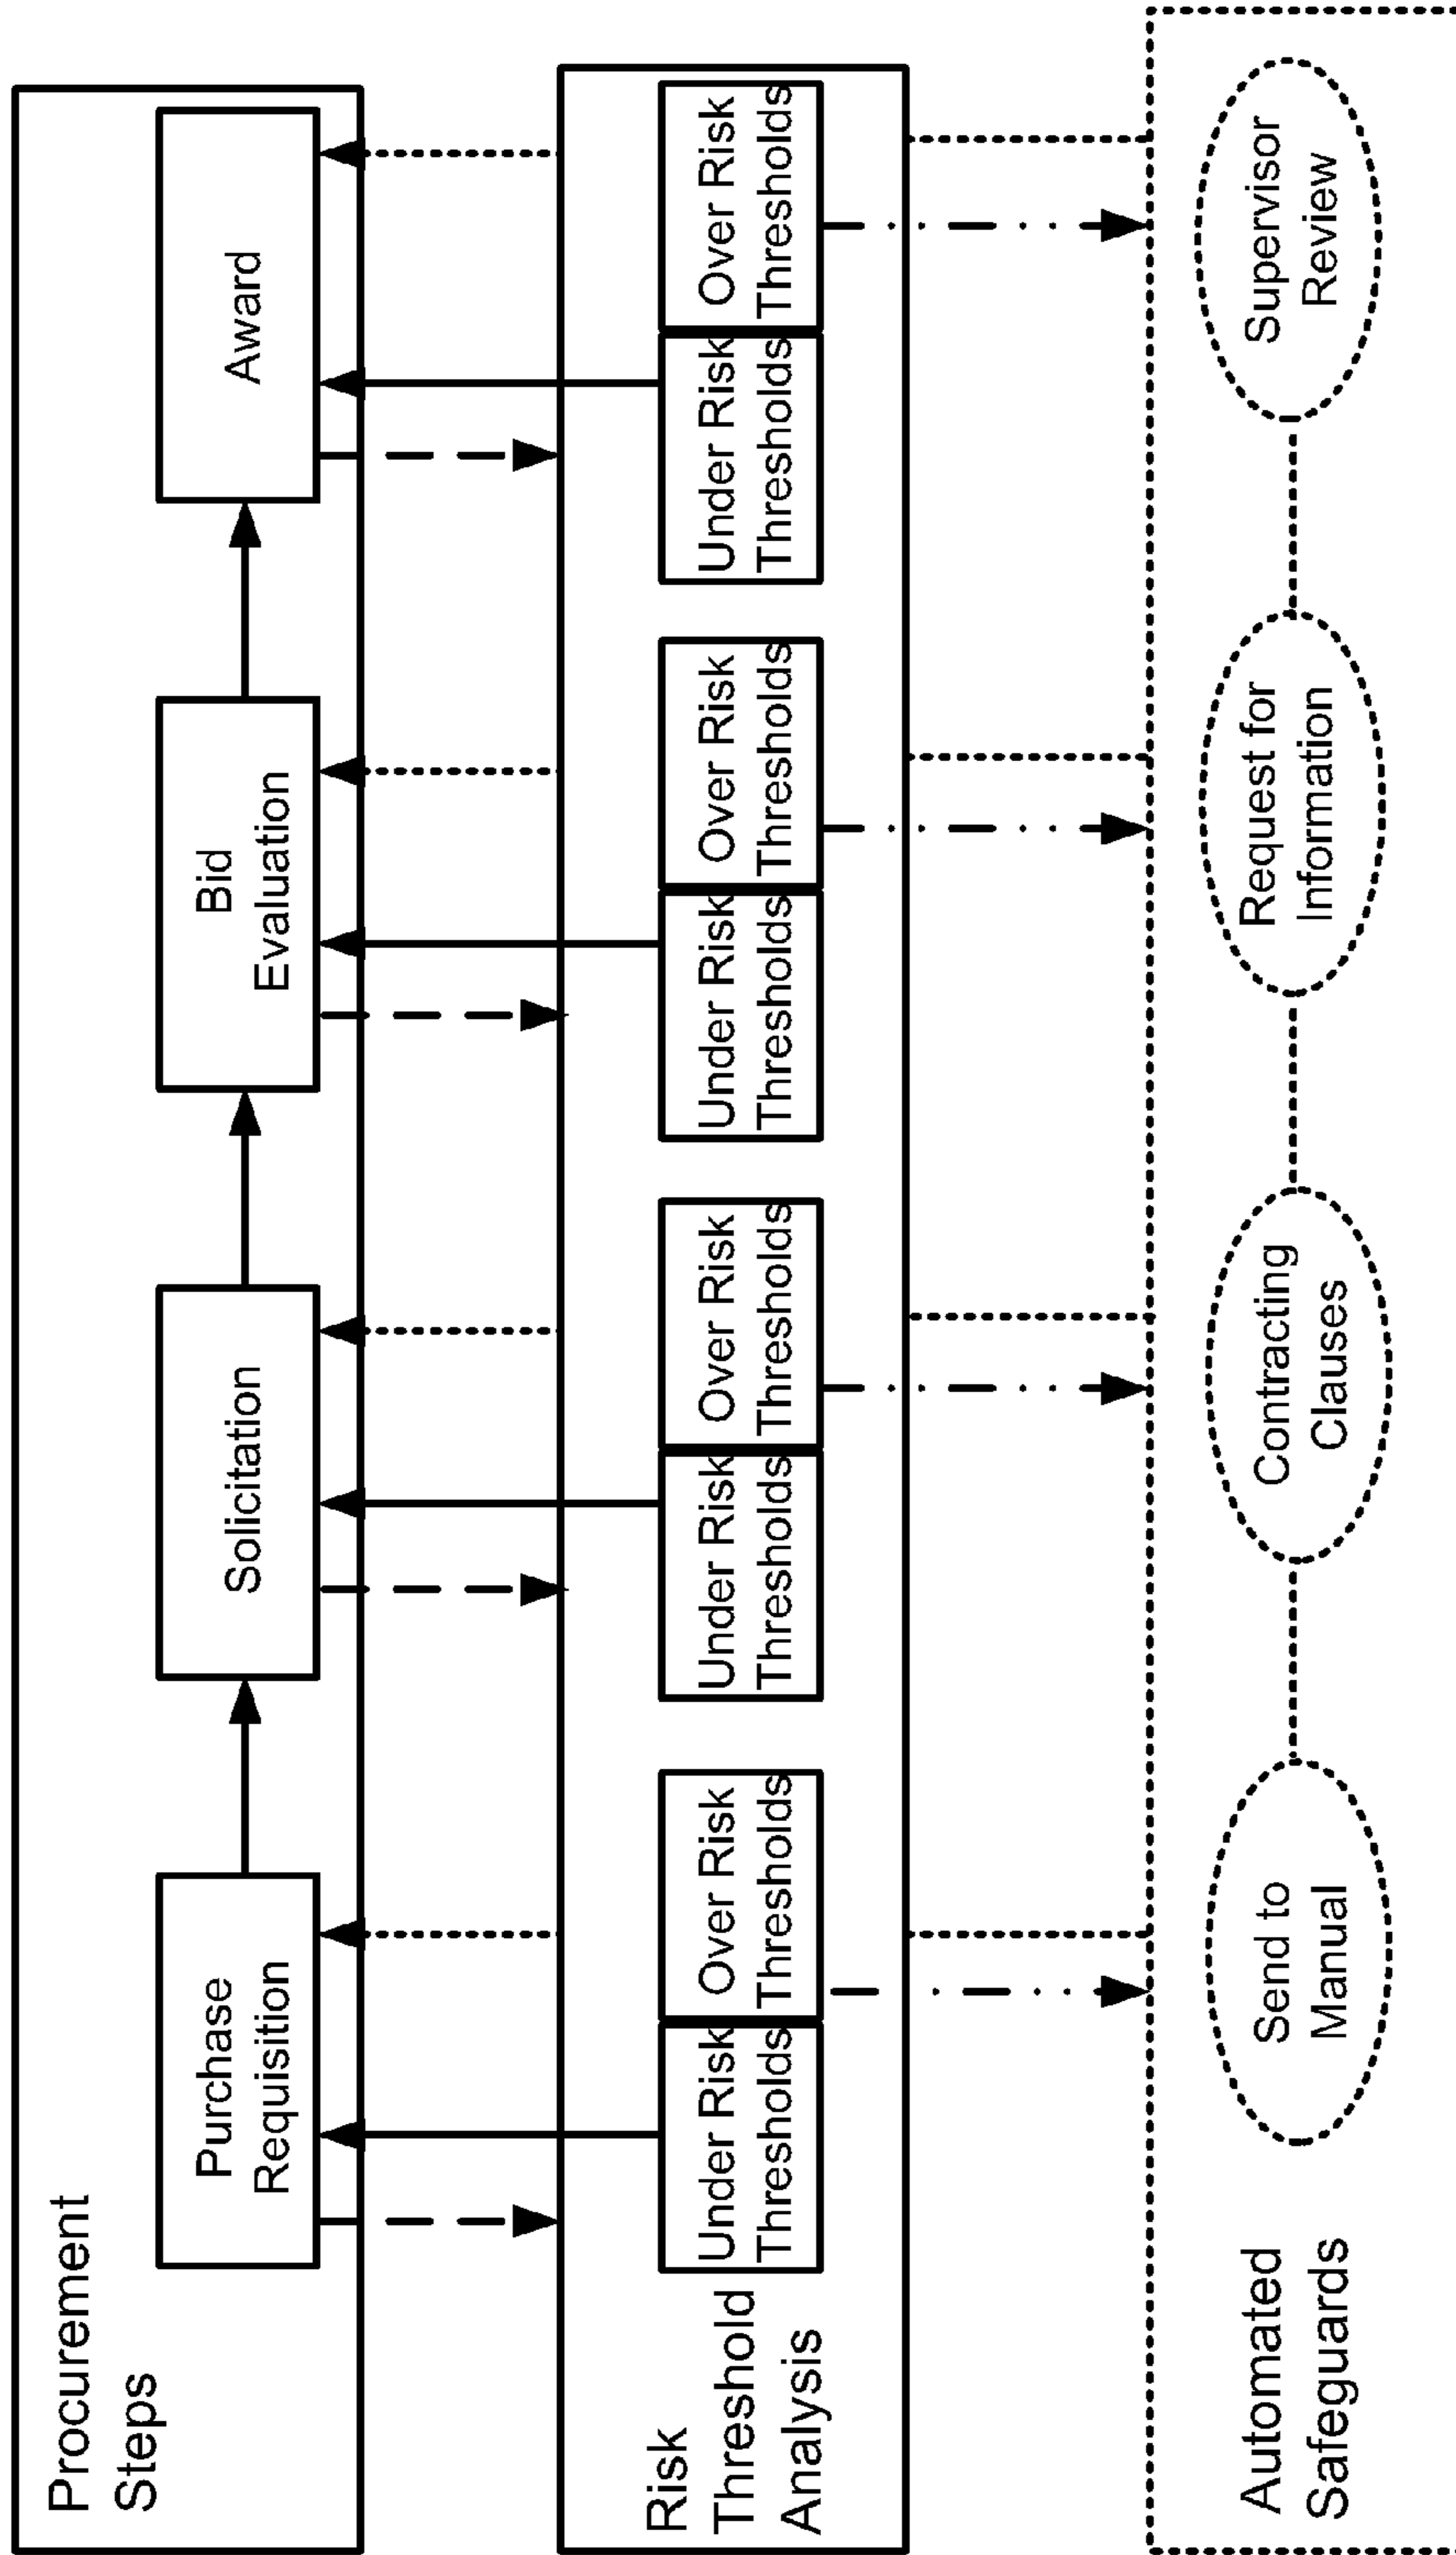 Procurement
Steps
Purchase
Requisition
Solicitation
Bid
Evaluation
Award
Risk
Threshold
Analysis
Under Risk
Thresholds
Over Risk
Thresholds
Under Risk
Thresholds
Over Risk
Thresholds
Under Risk
Thresholds
Over Risk
Thresholds
Under Risk
Thresholds
Over Risk
Thresholds
Automated
Safeguards
Send to
Manual
Contracting
Clauses
Request for
Information
Supervisor
Review